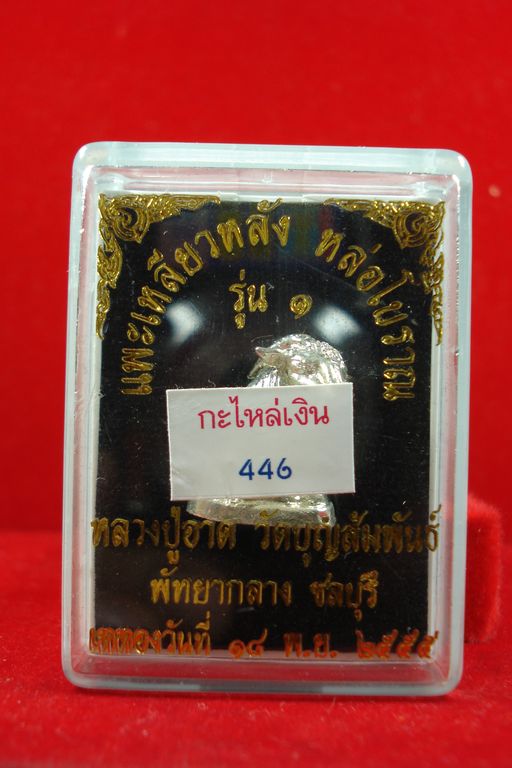 แพะเหลียวหลัง หล่อโบราณ
รุ่น ๑
กะไหล่เงิน
446
หลวงปู่ฮาด วัดบุญสัมพันธ์
พัทยากลาง ชลบุรี
เททองวันที่ ๑๘ พ.ย. ๒๕๕๕